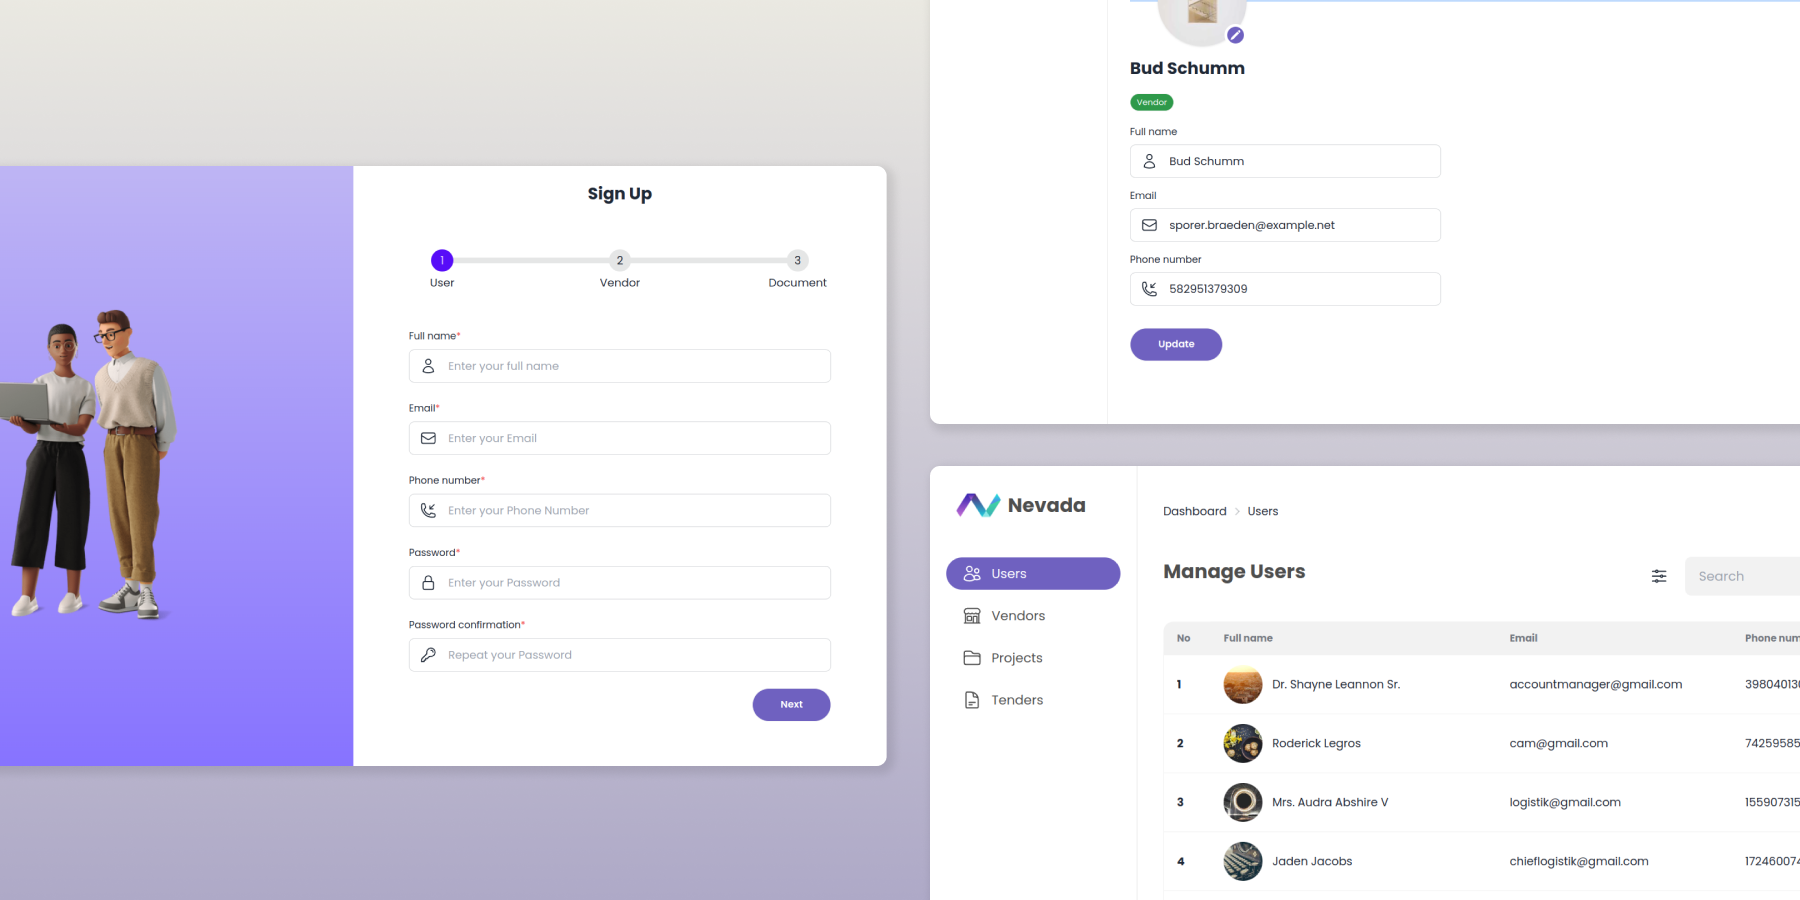 Sign Up
1
2
3
User
Vendor
Document
Full name*
Enter your full name
Email*
Enter your Email
Phone number*
Enter your Phone Number
Password*
Enter your Password
Password confirmation*
Repeat your Password
Next
Bud Schumm
Vendor
Full name
Bud Schumm
Email
sporer.braeden@example.net
Phone number
582951379309
Update
Nevada
Users
Vendors
Projects
Tenders
Dashboard > Users
Manage Users
Search
No Full name Email Phone num
1 Dr. Shayne Leannon Sr. accountmanager@gmail.com 39804013
2 Roderick Legros cam@gmail.com 74259585
3 Mrs. Audra Abshire V logistik@gmail.com 155907315
4 Jaden Jacobs chieflogistik@gmail.com 172460074